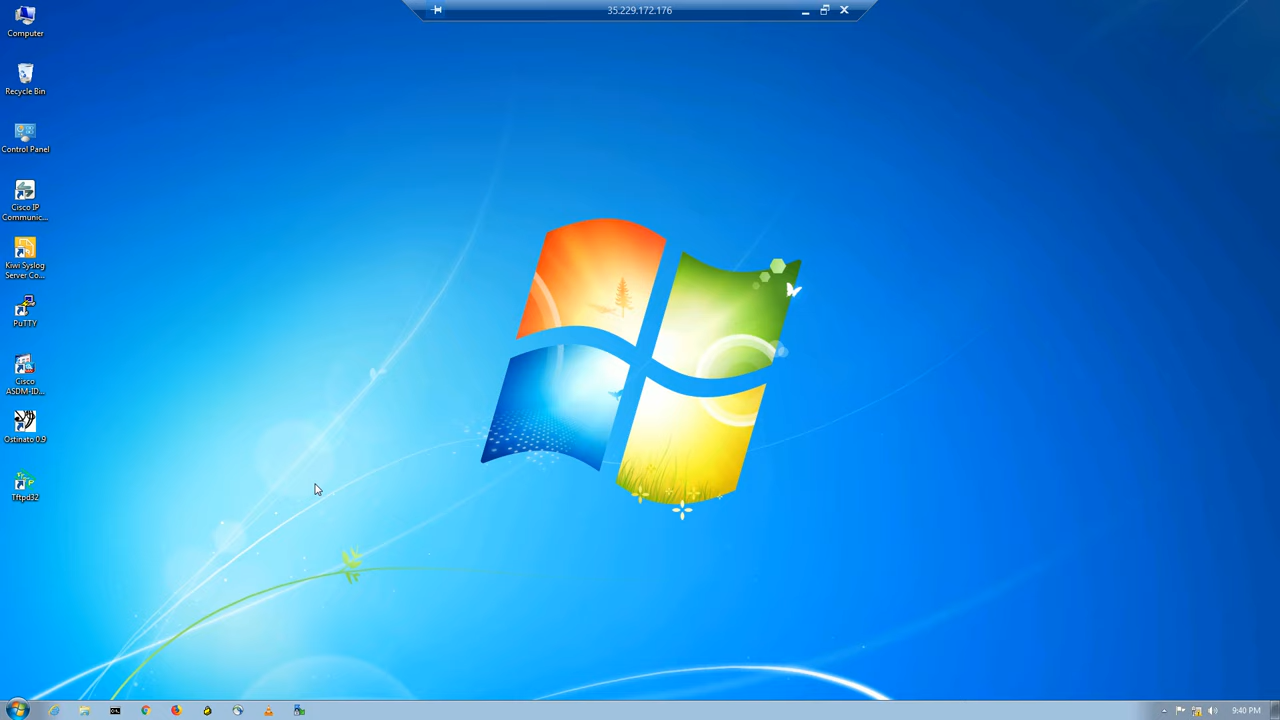 35.229.172.176
Computer
Recycle Bin
Control Panel
Cisco IP
Communic...
Kiwi Syslog
Server Co...
PuTTY
Cisco
ASDM-ID...
Ostinato 0.9
Tftpd32
9:40 PM